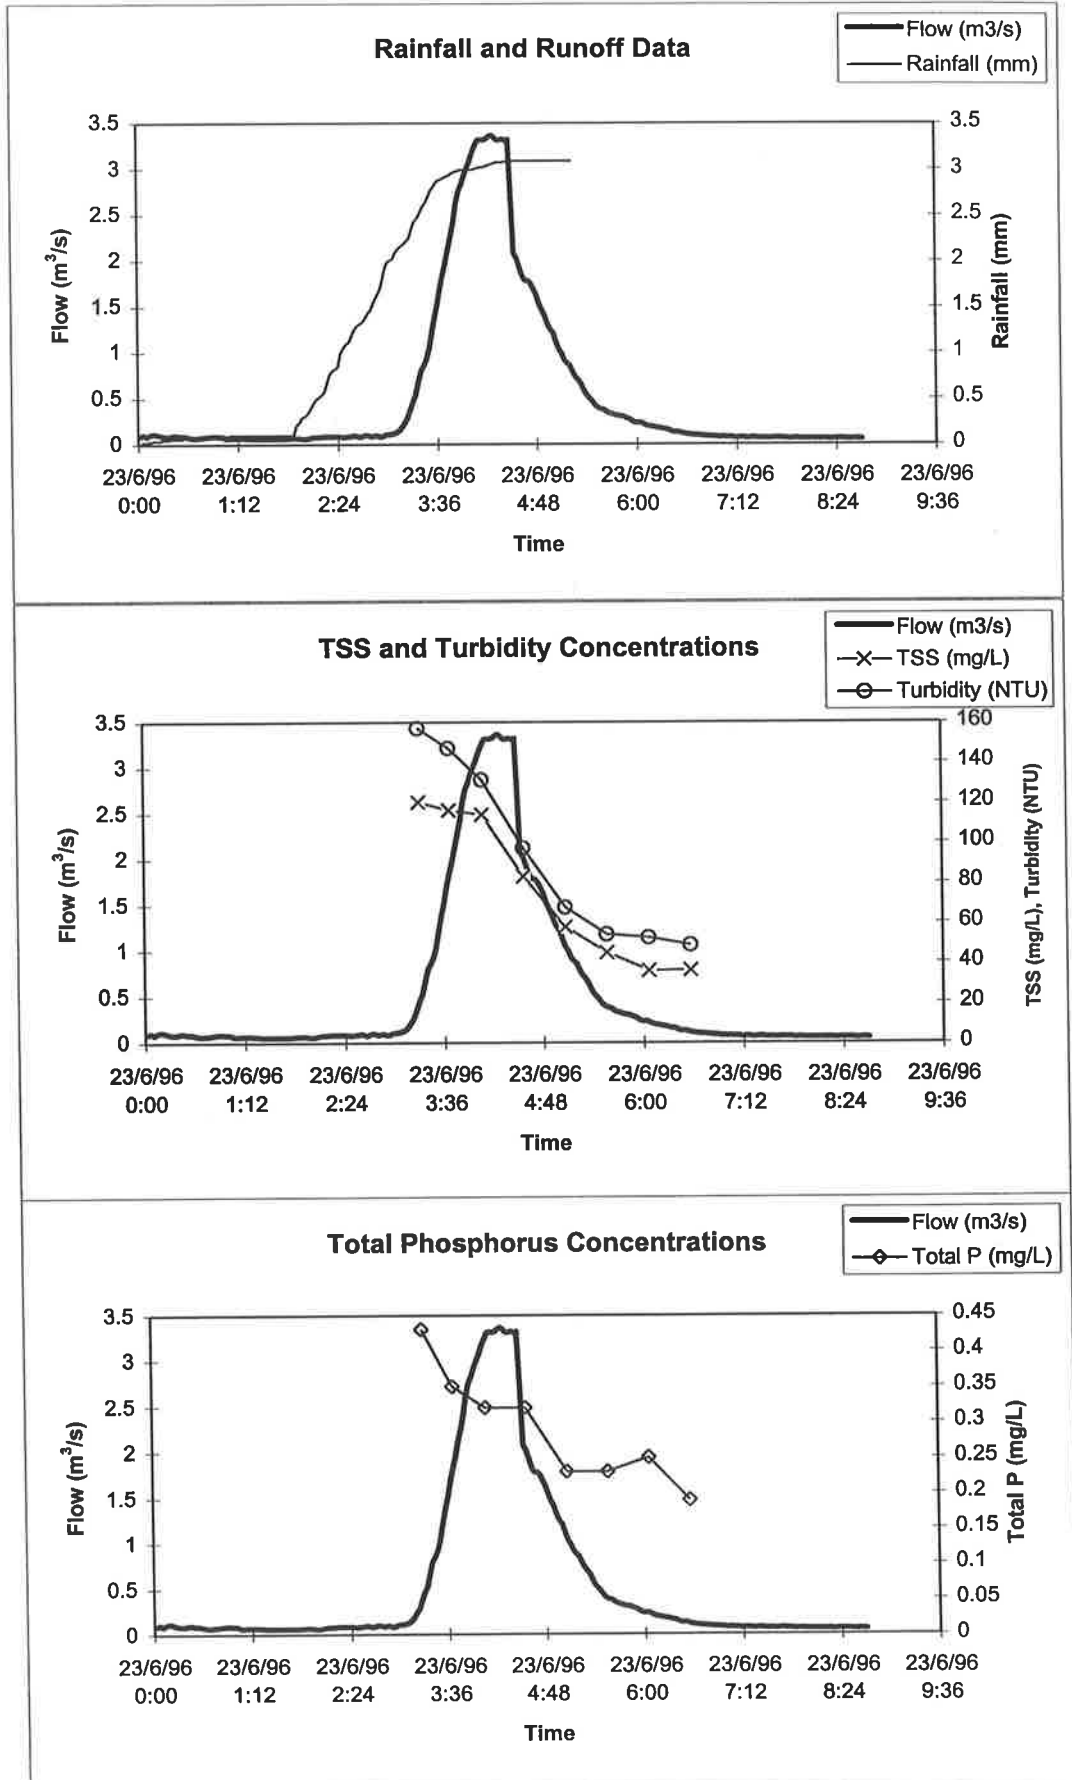 Rainfall and Runoff Data
Flow (m3/s)
Rainfall (mm)
3.5
3
2.5
2
1.5
1
0.5
0
Flow (m³/s)
3.5
3
2.5
2
1.5
1
0.5
0
Rainfall (mm)
23/6/96 23/6/96 23/6/96 23/6/96 23/6/96 23/6/96 23/6/96 23/6/96 23/6/96
0:00 1:12 2:24 3:36 4:48 6:00 7:12 8:24 9:36
Time
TSS and Turbidity Concentrations
Flow (m3/s)
TSS (mg/L)
Turbidity (NTU)
3.5
3
2.5
2
1.5
1
0.5
0
Flow (m³/s)
160
140
120
100
80
60
40
20
0
TSS (mg/L), Turbidity (NTU)
23/6/96 23/6/96 23/6/96 23/6/96 23/6/96 23/6/96 23/6/96 23/6/96 23/6/96
0:00 1:12 2:24 3:36 4:48 6:00 7:12 8:24 9:36
Time
Total Phosphorus Concentrations
Flow (m3/s)
Total P (mg/L)
3.5
3
2.5
2
1.5
1
0.5
0
Flow (m³/s)
0.45
0.4
0.35
0.3
0.25
0.2
0.15
0.1
0.05
0
Total P (mg/L)
23/6/96 23/6/96 23/6/96 23/6/96 23/6/96 23/6/96 23/6/96 23/6/96 23/6/96
0:00 1:12 2:24 3:36 4:48 6:00 7:12 8:24 9:36
Time